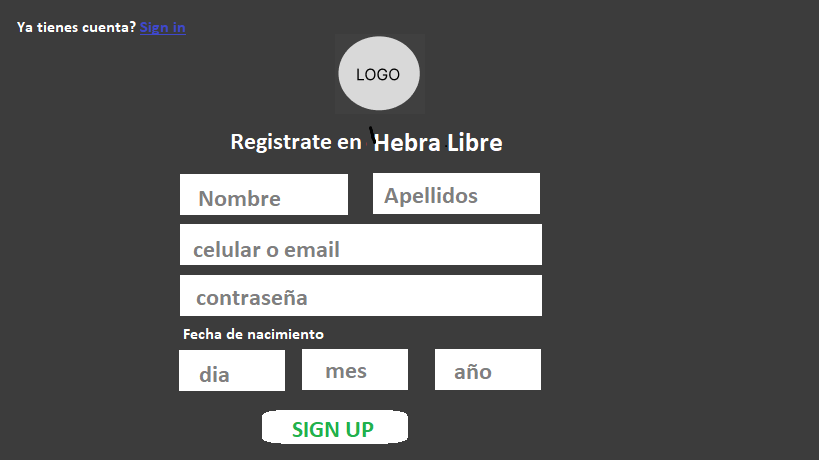 Ya tienes cuenta? Sign in
LOGO
Registrate en Hebra Libre
Nombre Apellidos
celular o email
contraseña
Fecha de nacimiento
dia mes año
SIGN UP